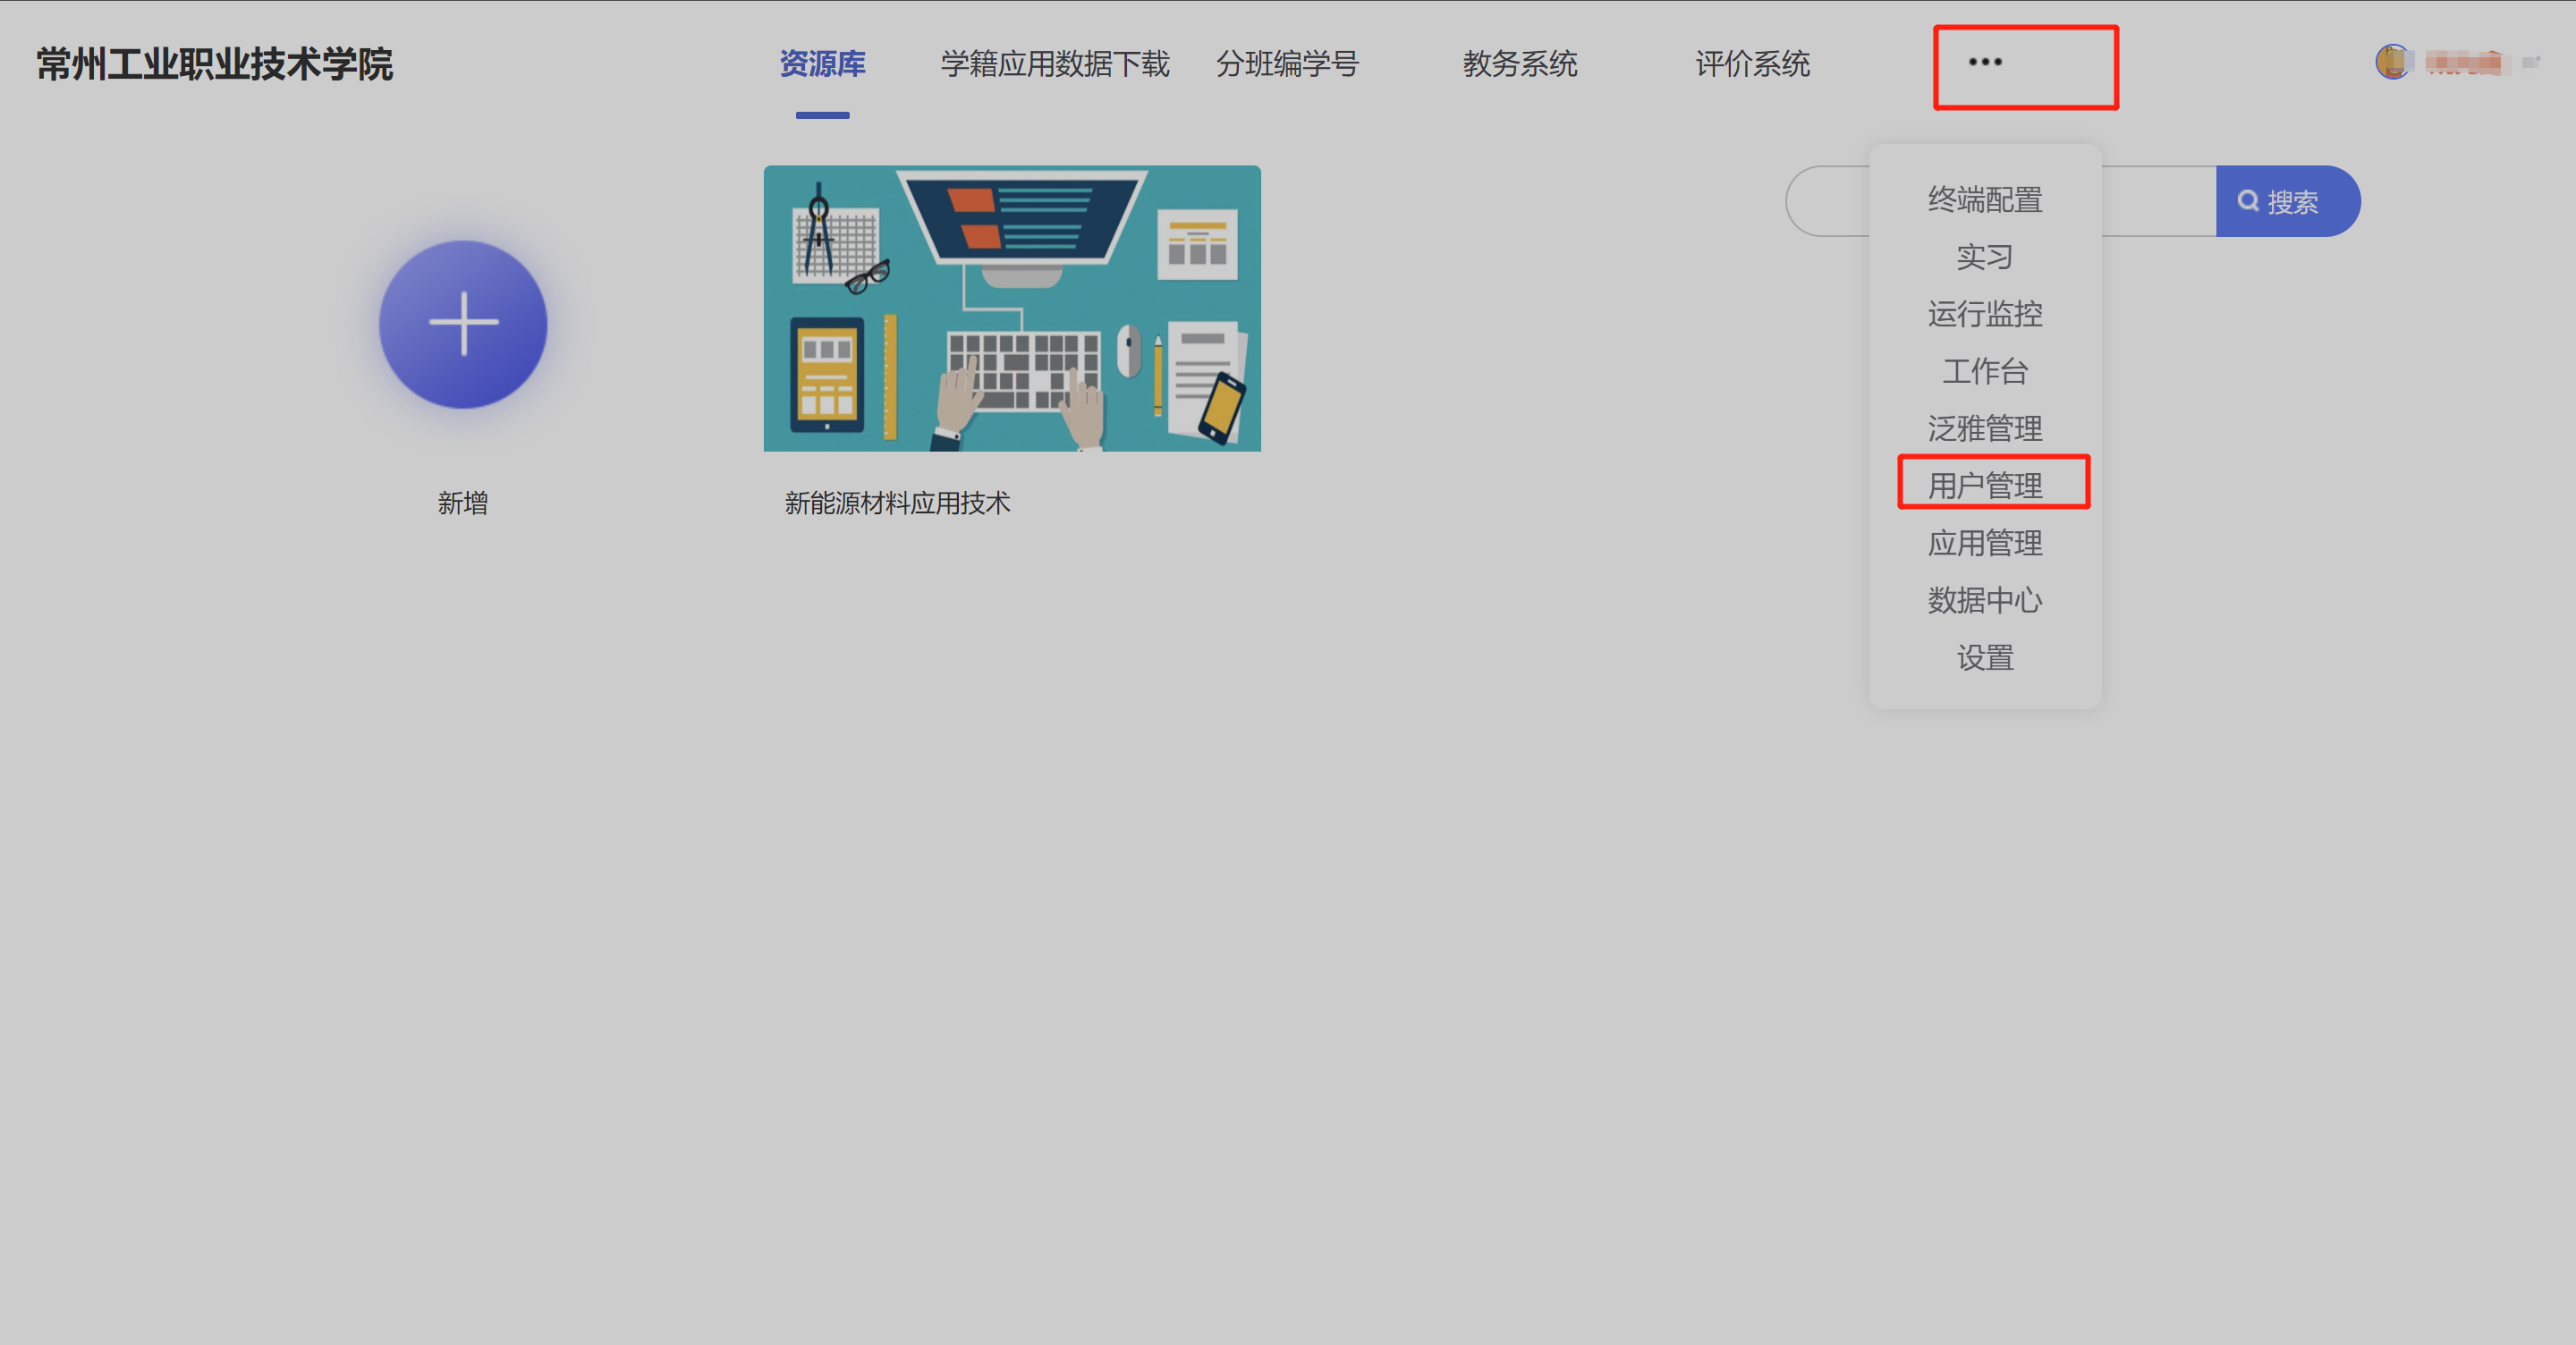 常州工业职业技术学院
资源库
学籍应用数据下载
分班编学号
教务系统
评价系统
•••
搜索
终端配置
实习
运行监控
工作台
泛雅管理
用户管理
应用管理
数据中心
设置
新增
新能源材料应用技术